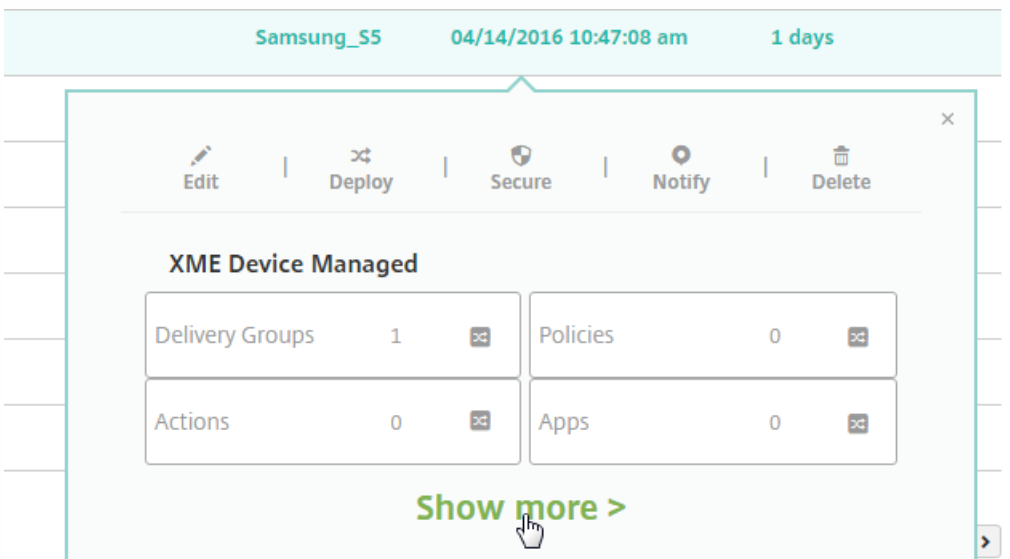 Samsung_S5 04/14/2016 10:47:08 am 1 days
×
Edit | Deploy | Secure | Notify | Delete
XME Device Managed
Delivery Groups 1 Policies 0
Actions 0 Apps 0
Show more >